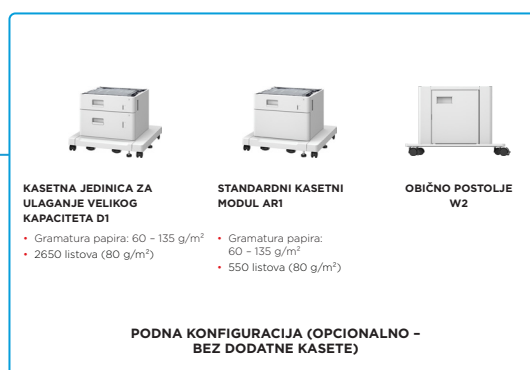 KASETNA JEDINICA ZA
ULAGANJE VELIKOG
KAPACITETA D1
• Gramatura papira: 60 – 135 g/m²
• 2650 listova (80 g/m²)
STANDARDNI KASETNI
MODUL AR1
• Gramatura papira:
60 – 135 g/m²
• 550 listova (80 g/m²)
OBIČNO POSTOLJE
W2
PODNA KONFIGURACIJA (OPCIONALNO –
BEZ DODATNE KASETE)